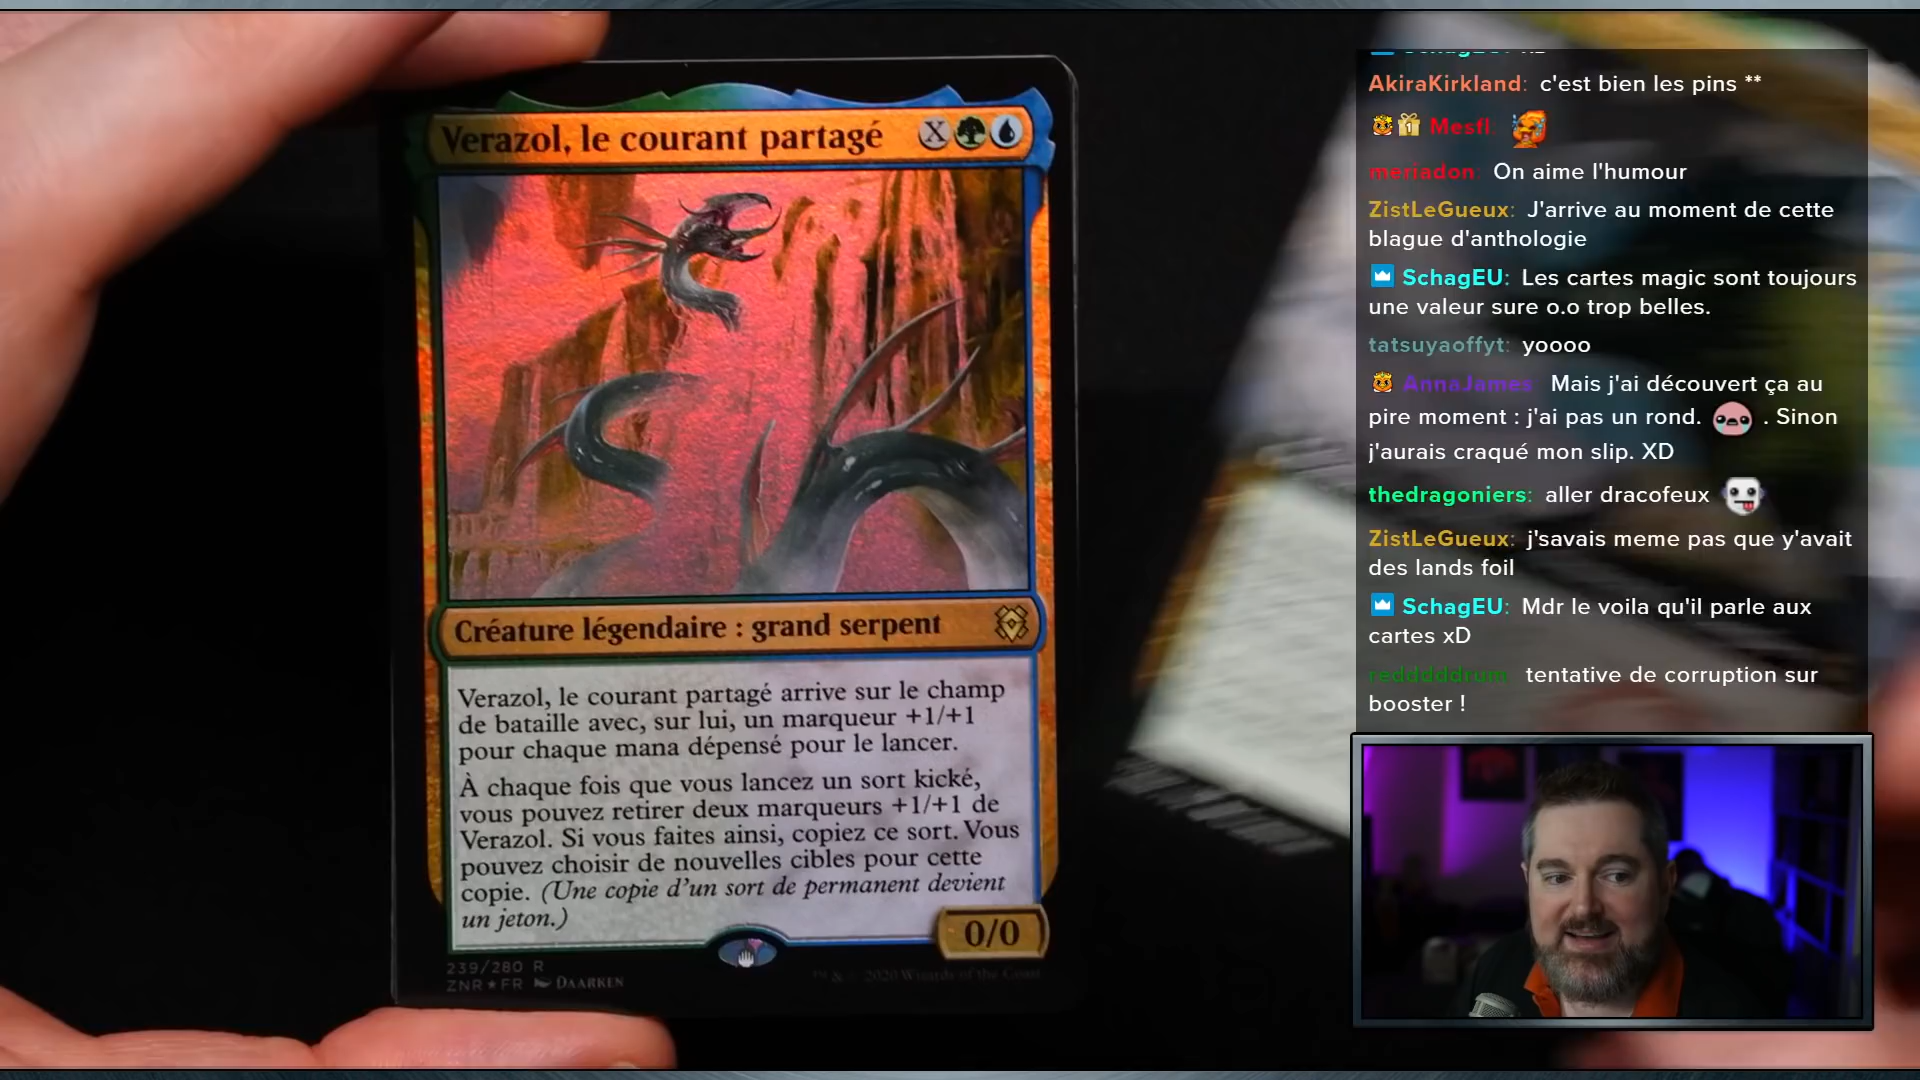 Verazol, le courant partagé X
Créature légendaire : grand serpent
Verazol, le courant partagé arrive sur le champ
de bataille avec, sur lui, un marqueur +1/+1
pour chaque mana dépensé pour le lancer.
À chaque fois que vous lancez un sort kické,
vous pouvez retirer deux marqueurs +1/+1 de
Verazol. Si vous faites ainsi, copiez ce sort. Vous
pouvez choisir de nouvelles cibles pour cette
copie. (Une copie d'un sort de permanent devient
un jeton.)
0/0
239/280 R
ZNR★FR DAARKEN
™ & © 2020 Wizards of the Coast
AkiraKirkland: c'est bien les pins **
1 Mesfl:
meriadon: On aime l'humour
ZistLeGueux: J'arrive au moment de cette
blague d'anthologie
SchagEU: Les cartes magic sont toujours
une valeur sure o.o trop belles.
tatsuyaoffyt: yoooo
AnnaJames: Mais j'ai découvert ça au
pire moment : j'ai pas un rond. . Sinon
j'aurais craqué mon slip. XD
thedragoniers: aller dracofeux
ZistLeGueux: j'savais meme pas que y'avait
des lands foil
SchagEU: Mdr le voila qu'il parle aux
cartes xD
redddddrum: tentative de corruption sur
booster !